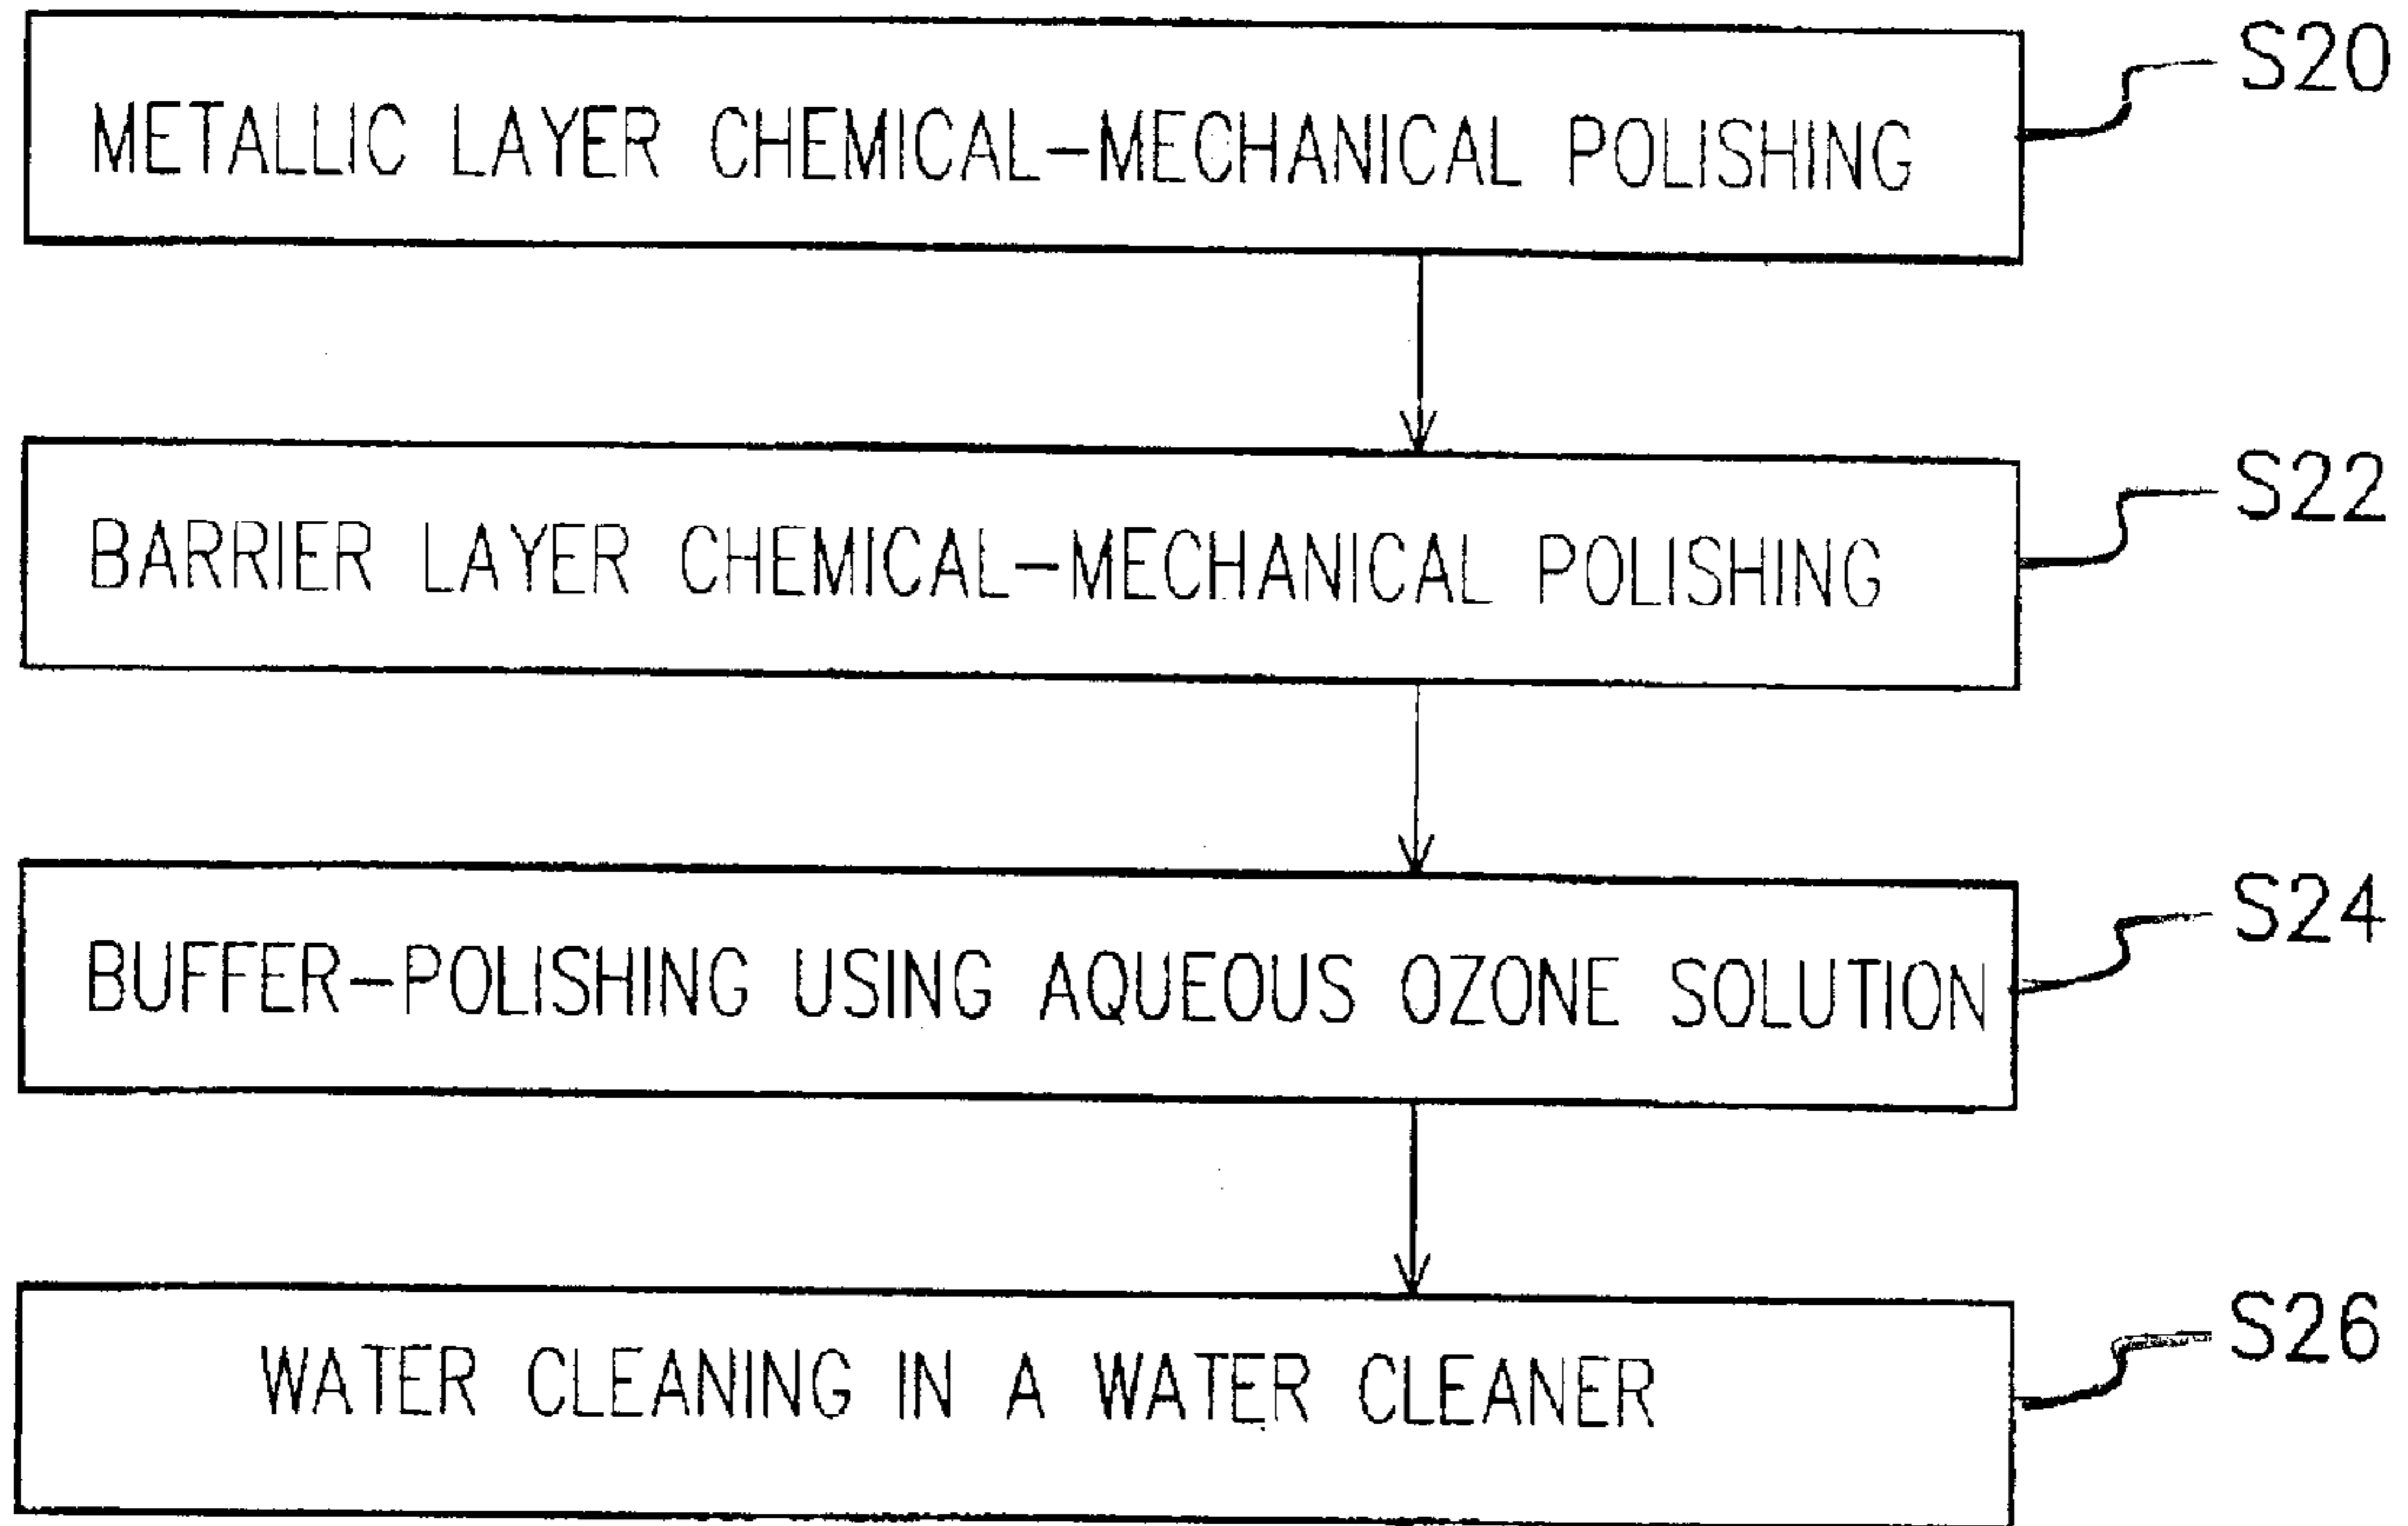 METALLIC LAYER CHEMICAL-MECHANICAL POLISHING
S20
BARRIER LAYER CHEMICAL-MECHANICAL POLISHING
S22
BUFFER-POLISHING USING AQUEOUS OZONE SOLUTION
S24
WATER CLEANING IN A WATER CLEANER
S26